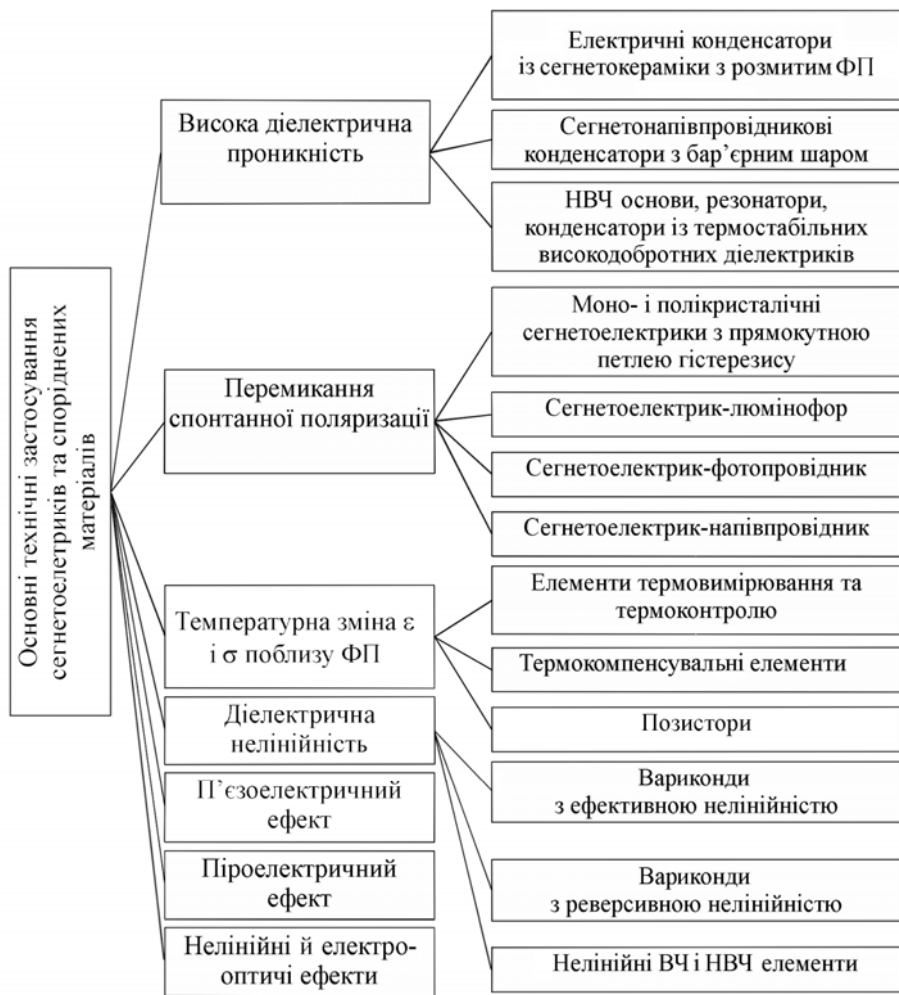 Основні технічні застосування
сегнетоелетриків та споріднених
матеріалів
Висока діелектрична
проникність
Електричні конденсатори
із сегнетокераміки з розмитим ФП
Сегнетонапівпровідникові
конденсатори з бар’єрним шаром
НВЧ основи, резонатори,
конденсатори із термостабільних
високодобротних діелектриків
Перемикання
спонтанної поляризації
Моно- і полікристалічні
сегнетоелектрики з прямокутною
петлею гістерезису
Сегнетоелектрик-люмінофор
Сегнетоелектрик-фотопровідник
Сегнетоелектрик-напівпровідник
Температурна зміна ε
і σ поблизу ФП
Елементи термовимірювання та
термоконтролю
Термокомпенсувальні елементи
Позистори
Діелектрична
нелінійність
Вариконди
з ефективною нелінійністю
Вариконди
з реверсивною нелінійністю
Нелінійні ВЧ і НВЧ елементи
П’єзоелектричний
ефект
Піроелектричний
ефект
Нелінійні й електро-
оптичі ефекти